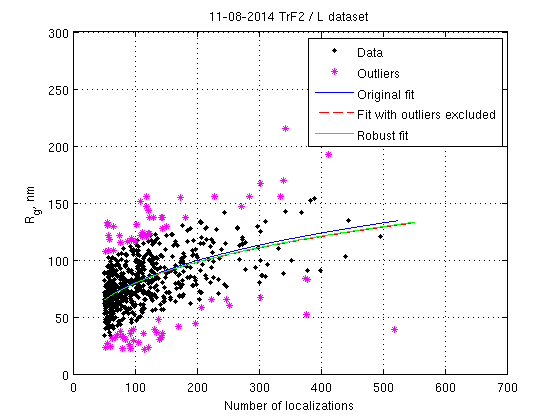 11-08-2014 TrF2 / L dataset
Data
Outliers
Original fit
Fit with outliers excluded
Robust fit
300
250
200
150
100
50
0
Rg, nm
0 100 200 300 400 500 600 700
Number of localizations